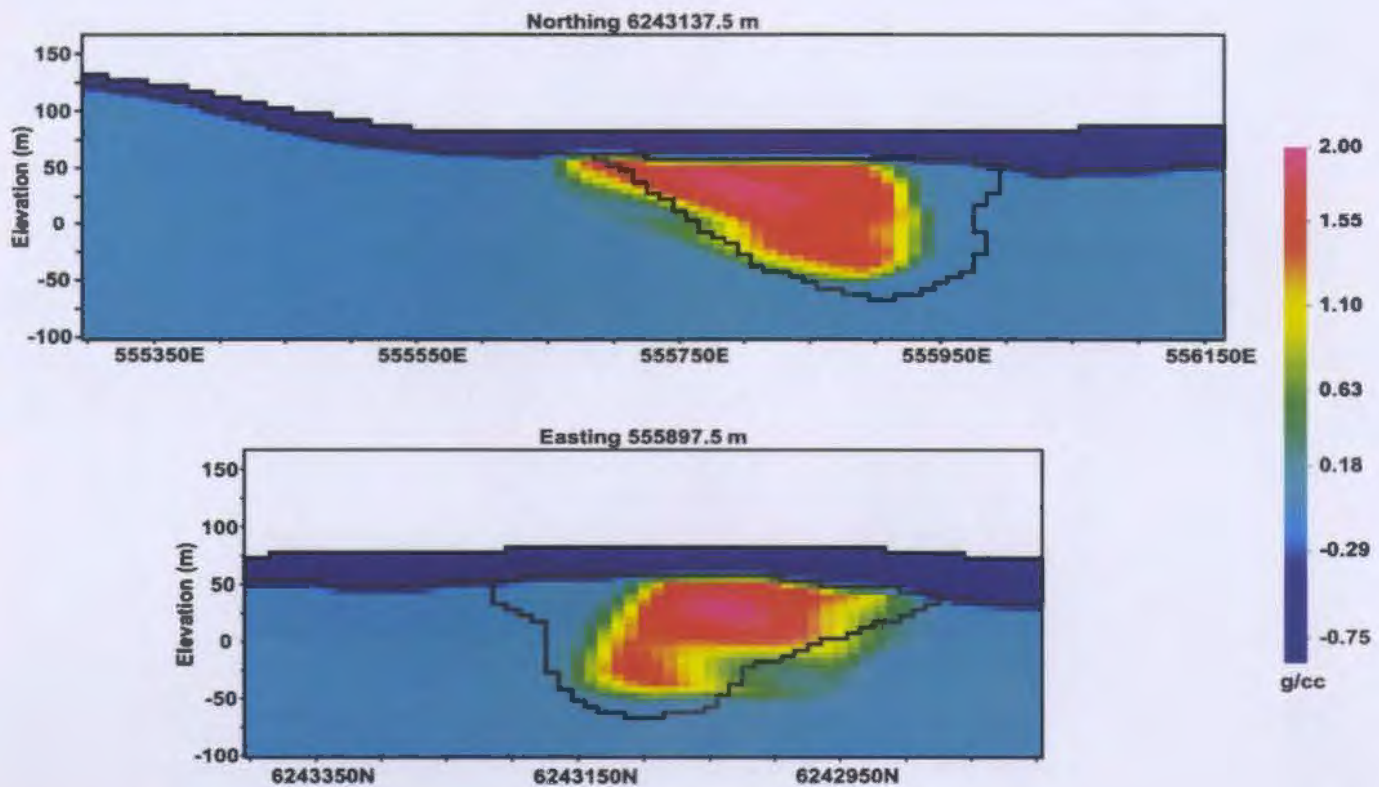 Northing 6243137.5 m
150
100
50
0
-50
-100
Elevation (m)
555350E 555550E 555750E 555950E 556150E
Easting 555897.5 m
150
100
50
0
-50
-100
Elevation (m)
6243350N 6243150N 6242950N
2.00
1.55
1.10
0.63
0.18
-0.29
-0.75
g/cc